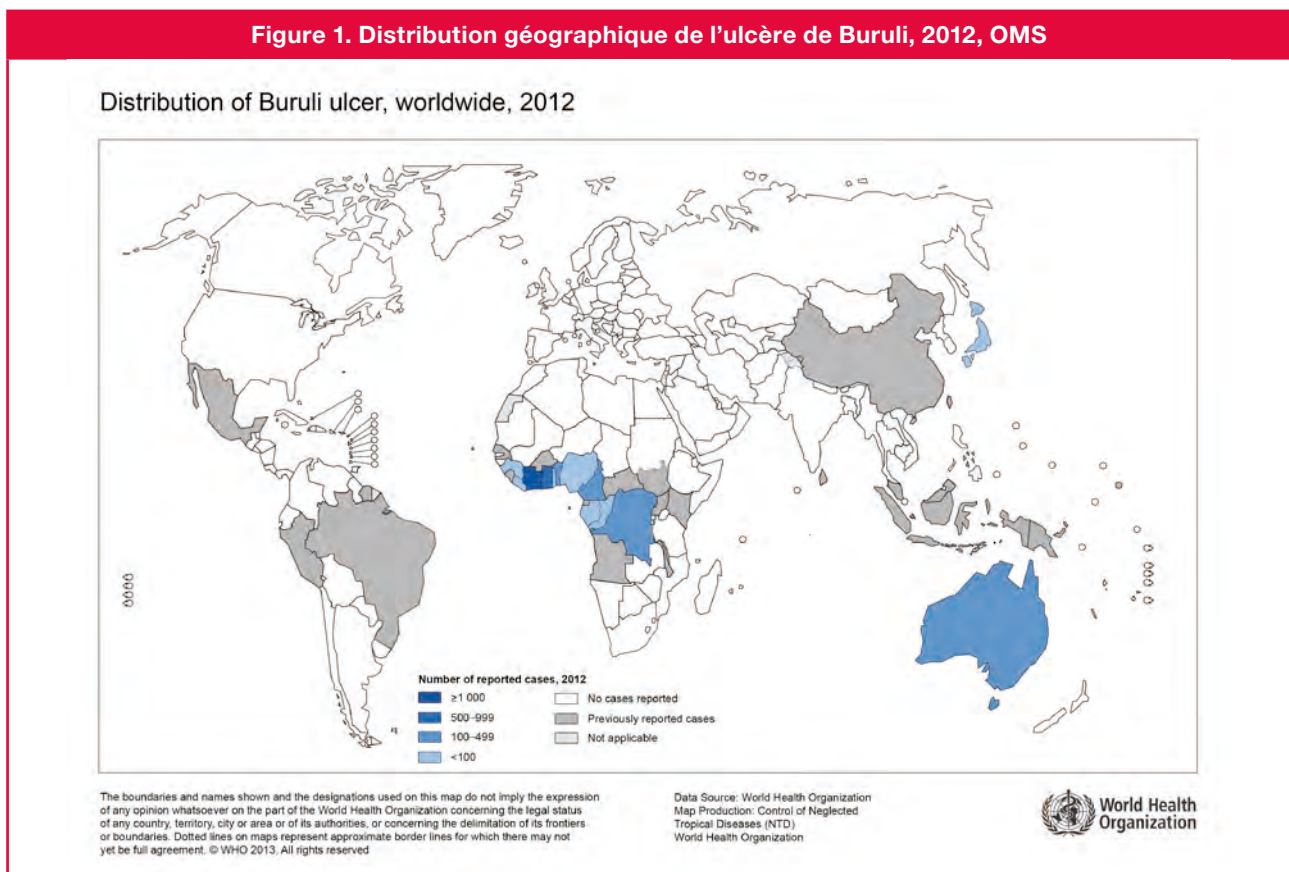 Figure 1. Distribution géographique de l’ulcère de Buruli, 2012, OMS
Distribution of Buruli ulcer, worldwide, 2012
Number of reported cases, 2012
≥1 000
500–999
100–499
<100
No cases reported
Previously reported cases
Not applicable
The boundaries and names shown and the designations used on this map do not imply the expression
of any opinion whatsoever on the part of the World Health Organization concerning the legal status
of any country, territory, city or area or of its authorities, or concerning the delimitation of its frontiers
or boundaries. Dotted lines on maps represent approximate border lines for which there may not
yet be full agreement. © WHO 2013. All rights reserved
Data Source: World Health Organization
Map Production: Control of Neglected
Tropical Diseases (NTD)
World Health Organization
World Health
Organization